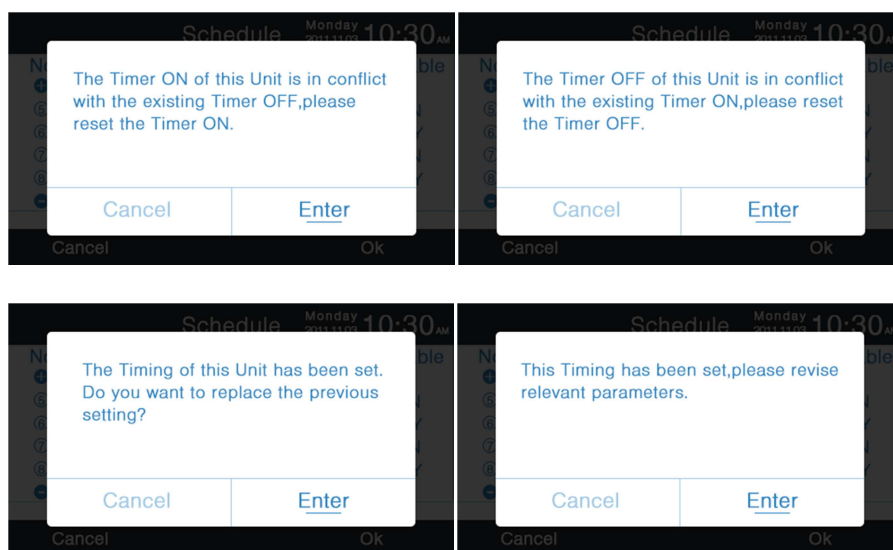 Schedule Monday 2011.11.03 10:30 AM
The Timer ON of this Unit is in conflict
with the existing Timer OFF,please
reset the Timer ON.
Cancel Enter
Cancel Ok
Schedule Monday 2011.11.03 10:30
The Timer OFF of this Unit is in conflict
with the existing Timer ON,please reset
the Timer OFF.
Cancel Enter
Cancel Ok
Schedule Monday 2011.11.03 10:30 AM
The Timing of this Unit has been set.
Do you want to replace the previous
setting?
Cancel Enter
Cancel Ok
Schedule Monday 2011.11.03 10:30
This Timing has been set,please revise
relevant parameters.
Cancel Enter
Cancel Ok